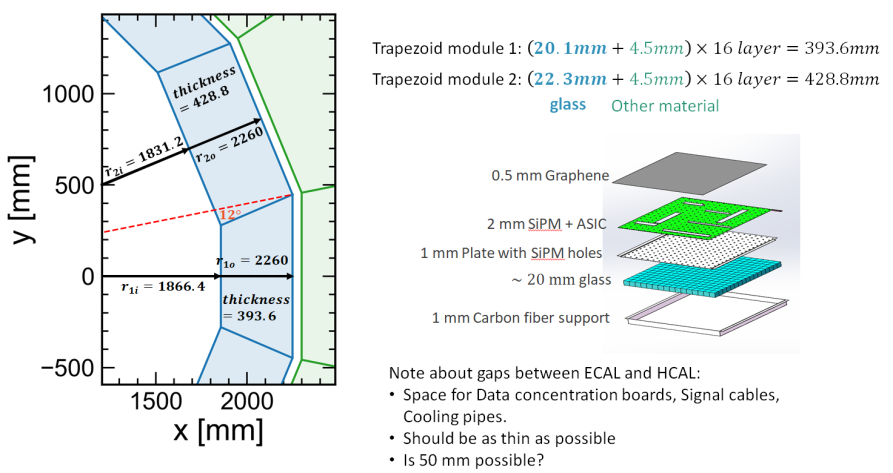 Trapezoid module 1: (20.1mm + 4.5mm) × 16 layer = 393.6mm
Trapezoid module 2: (22.3mm + 4.5mm) × 16 layer = 428.8mm
glass Other material
thickness
= 428.8
r2i = 1831.2
r2o = 2260
12°
r1o = 2260
r1i = 1866.4
thickness
= 393.6
1000
500
0
−500
y [mm]
1500 2000
x [mm]
0.5 mm Graphene
2 mm SiPM + ASIC
1 mm Plate with SiPM holes
~ 20 mm glass
1 mm Carbon fiber support
Note about gaps between ECAL and HCAL:
• Space for Data concentration boards, Signal cables,
Cooling pipes.
• Should be as thin as possible
• Is 50 mm possible?